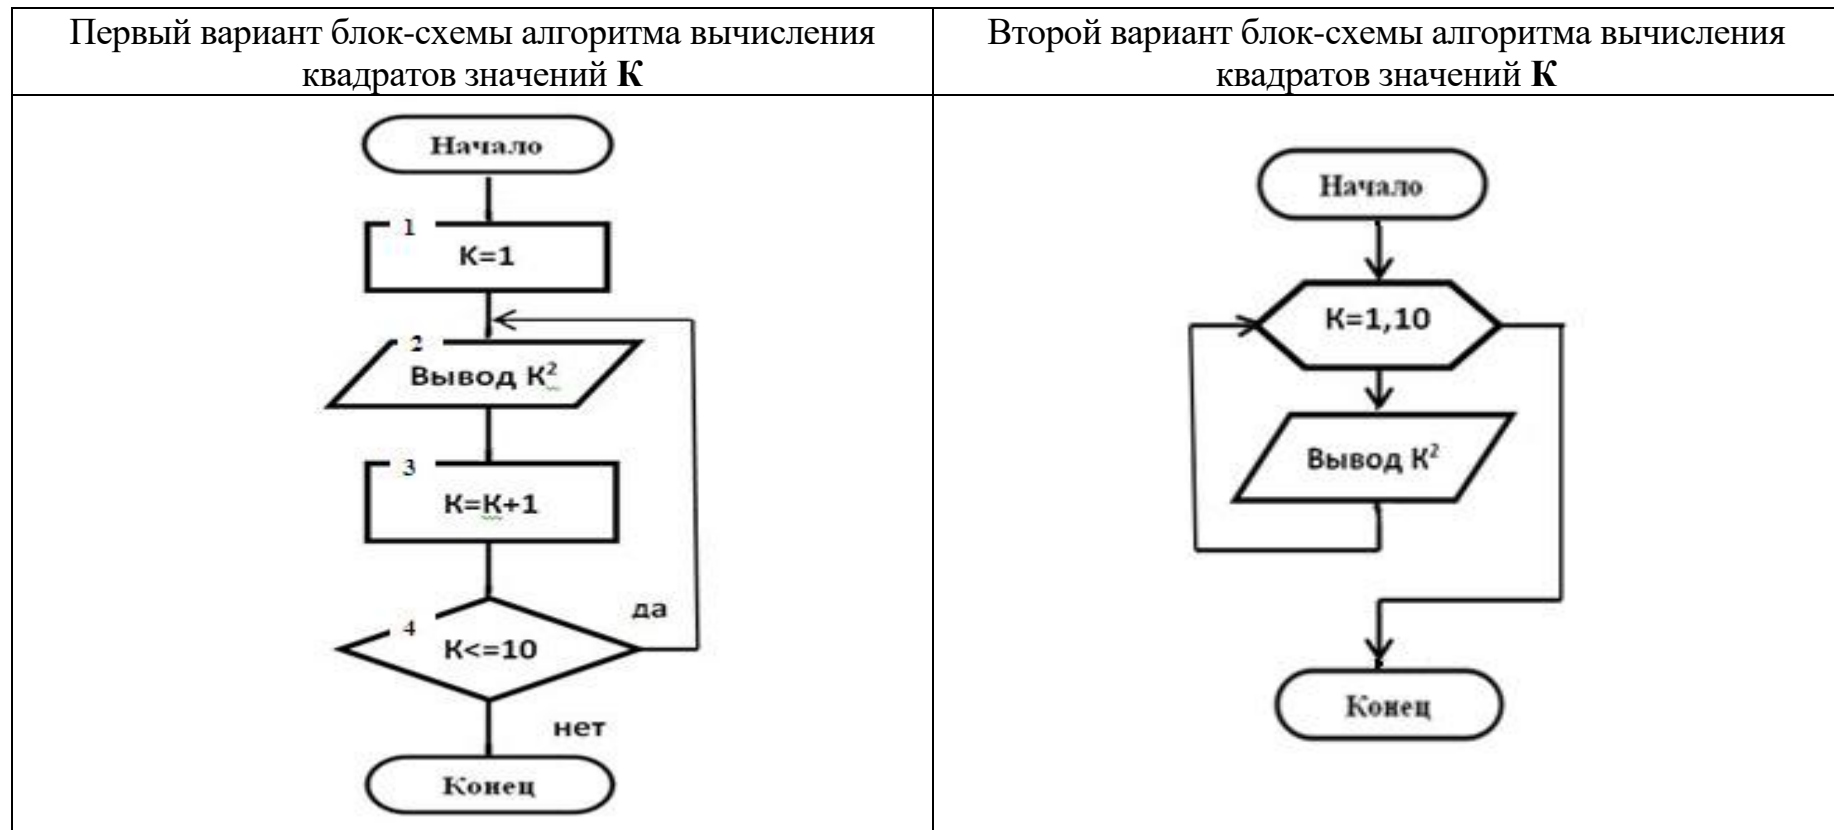 Первый вариант блок-схемы алгоритма вычисления
квадратов значений К
Начало
1
К=1
2
Вывод К²
3
К=К+1
4
К<=10
да
нет
Конец
Второй вариант блок-схемы алгоритма вычисления
квадратов значений К
Начало
К=1,10
Вывод К²
Конец